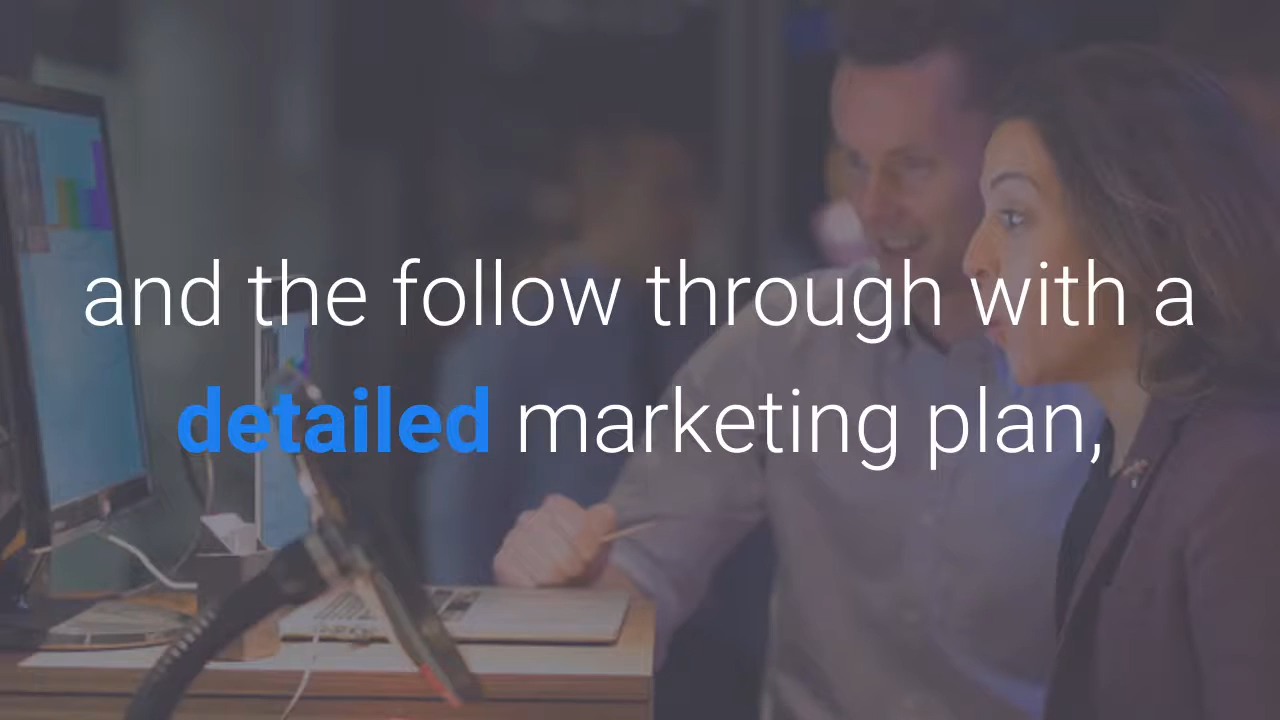 and the follow through with a
detailed marketing plan,